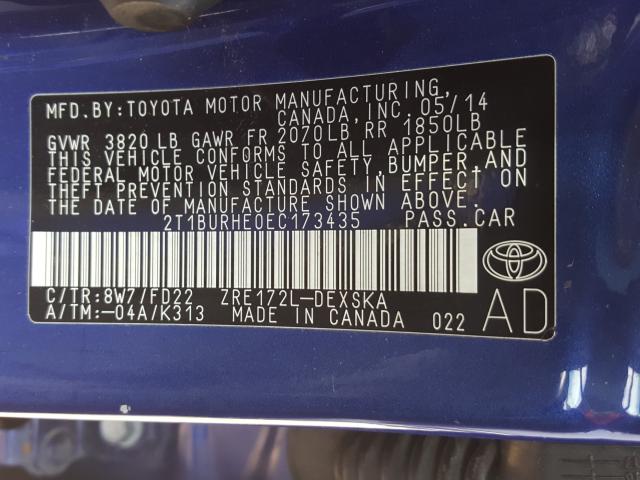 MFD.BY:TOYOTA MOTOR MANUFACTURING,
CANADA,INC.05/14
GVWR 3820 LB GAWR FR 2070LB RR 1850LB
THIS VEHICLE CONFORMS TO ALL APPLICABLE
FEDERAL MOTOR VEHICLE SAFETY,BUMPER,AND
THEFT PREVENTION STANDARDS IN EFFECT ON
THE DATE OF MANUFACTURE SHOWN ABOVE.
2T1BURHE0EC173435 PASS.CAR
C/TR:8W7/FD22 ZRE172L-DEXSKA
A/TM:-04A/K313 MADE IN CANADA 022
AD